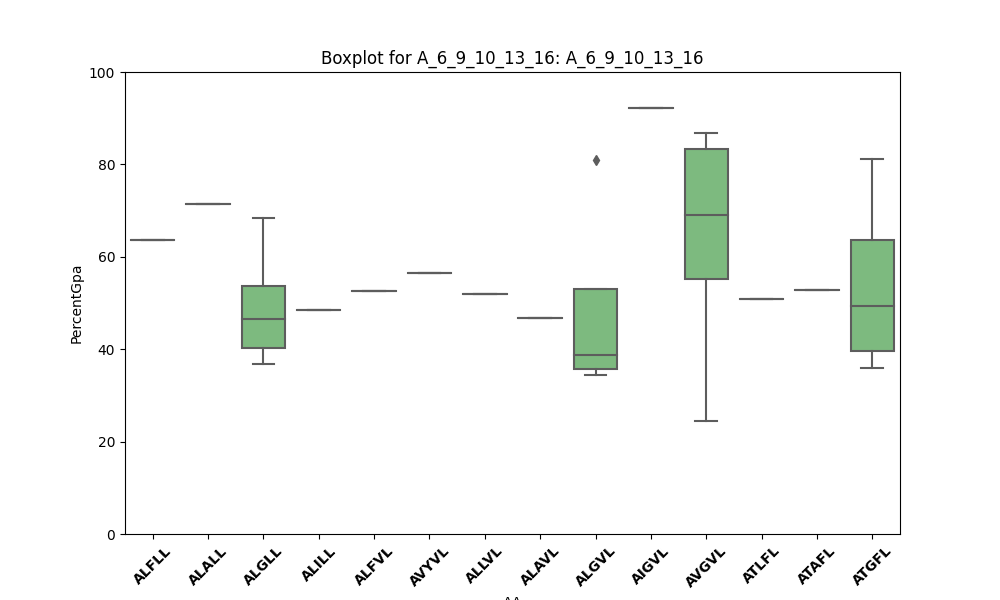 Boxplot for A_6_9_10_13_16: A_6_9_10_13_16
PercentGpa
100
80
60
40
20
0
ALFLL
ALALL
ALGLL
ALILL
ALFVL
AVYVL
ALLVL
ALAVL
ALGVL
AIGVL
AVGVL
ATLFL
ATAFL
ATGFL